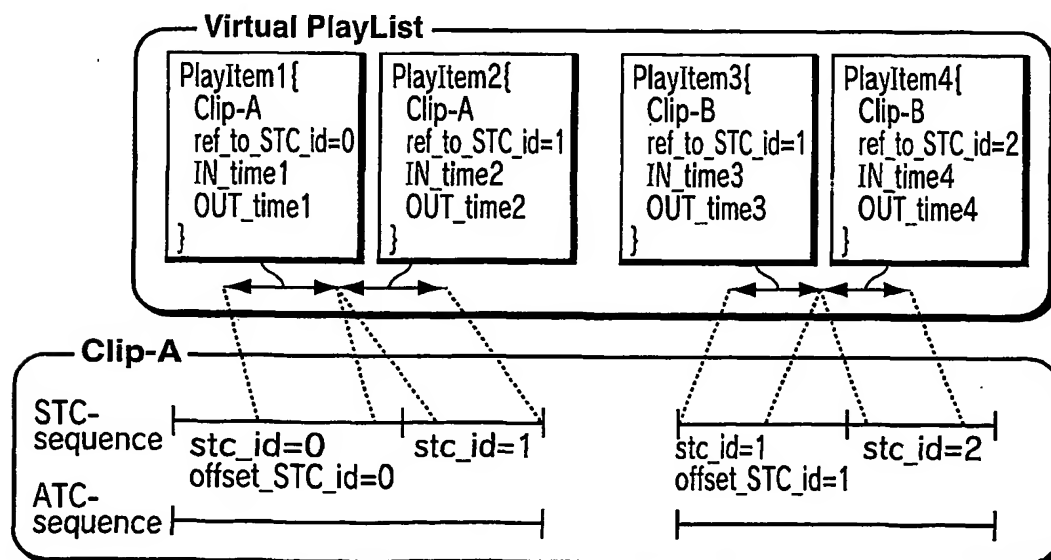 Virtual PlayList
PlayItem1{
Clip-A
ref_to_STC_id=0
IN_time1
OUT_time1
}
PlayItem2{
Clip-A
ref_to_STC_id=1
IN_time2
OUT_time2
}
PlayItem3{
Clip-B
ref_to_STC_id=1
IN_time3
OUT_time3
}
PlayItem4{
Clip-B
ref_to_STC_id=2
IN_time4
OUT_time4
}
Clip-A
STC-
sequence
stc_id=0
offset_STC_id=0
stc_id=1
stc_id=1
offset_STC_id=1
stc_id=2
ATC-
sequence